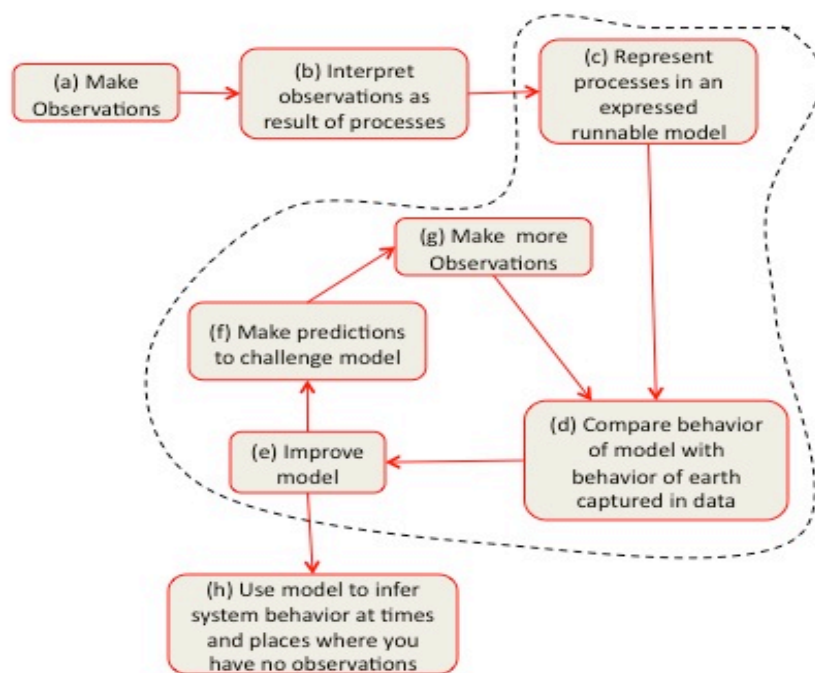 (a) Make
Observations
(b) Interpret
observations as
result of processes
(c) Represent
processes in an
expressed
runnable model
(g) Make more
Observations
(f) Make predictions
to challenge model
(e) Improve
model
(d) Compare behavior
of model with
behavior of earth
captured in data
(h) Use model to infer
system behavior at times
and places where you
have no observations